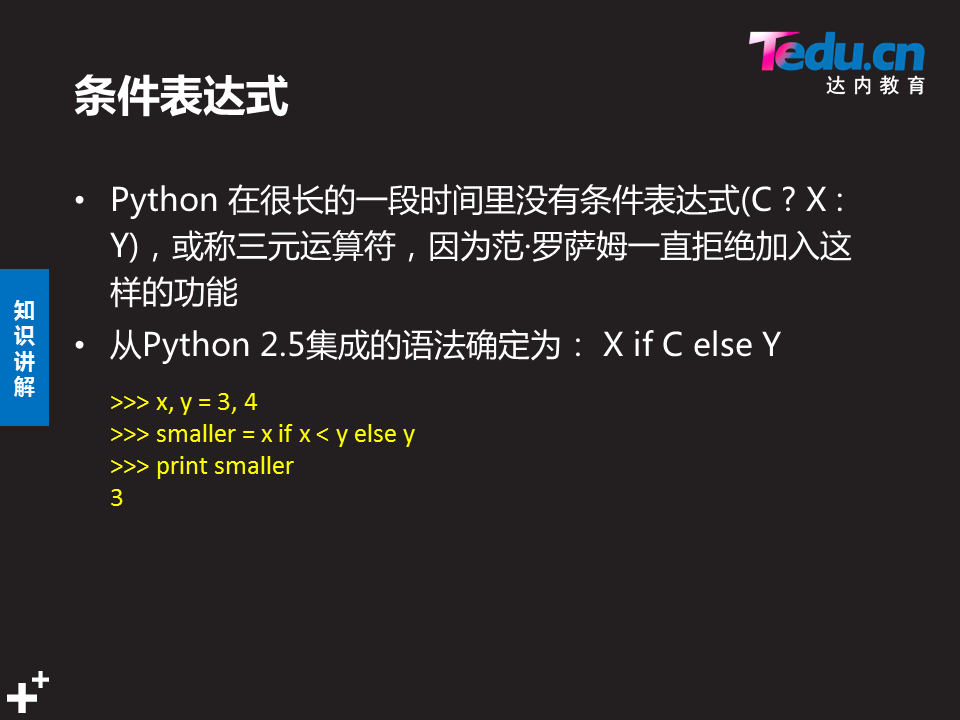 Tedu.cn
达内教育
条件表达式
• Python 在很长的一段时间里没有条件表达式(C ? X :
Y)，或称三元运算符，因为范·罗萨姆一直拒绝加入这
样的功能
• 从Python 2.5集成的语法确定为： X if C else Y
知识讲解
>>> x, y = 3, 4
>>> smaller = x if x < y else y
>>> print smaller
3